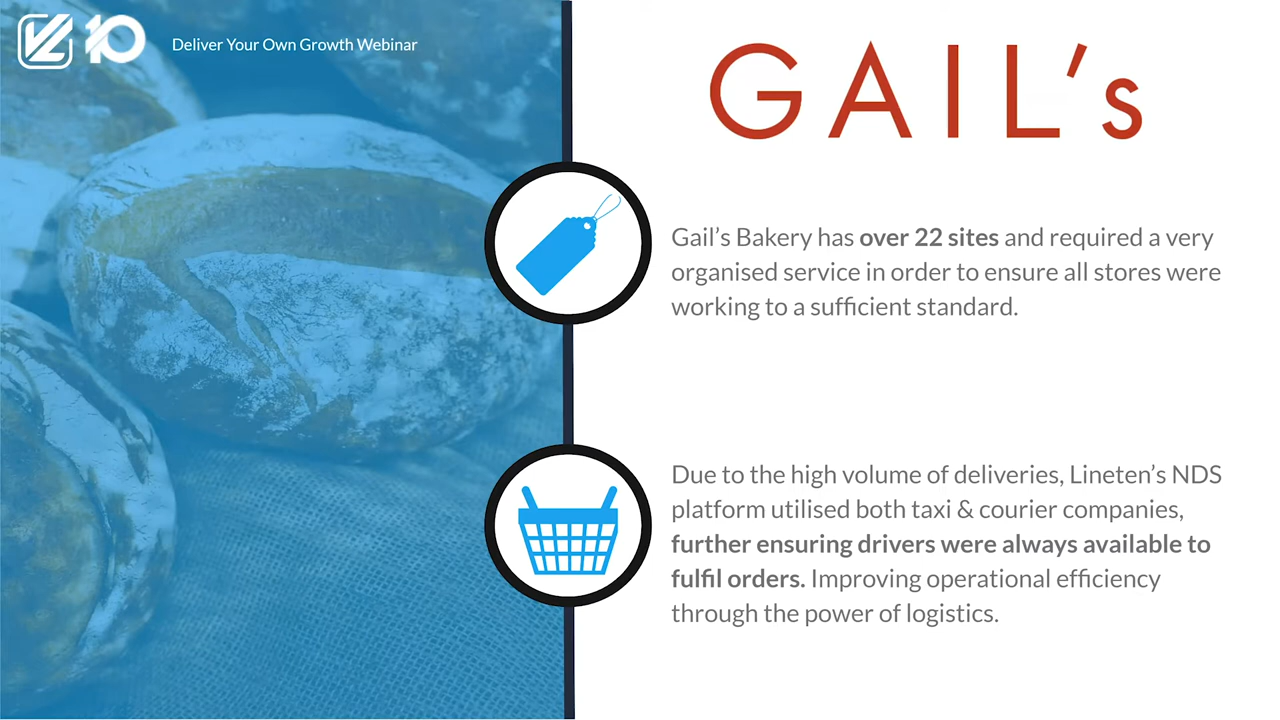 10
Deliver Your Own Growth Webinar
GAIL's
Gail's Bakery has over 22 sites and required a very
organised service in order to ensure all stores were
working to a sufficient standard.
Due to the high volume of deliveries, Lineten's NDS
platform utilised both taxi & courier companies,
further ensuring drivers were always available to
fulfil orders. Improving operational efficiency
through the power of logistics.